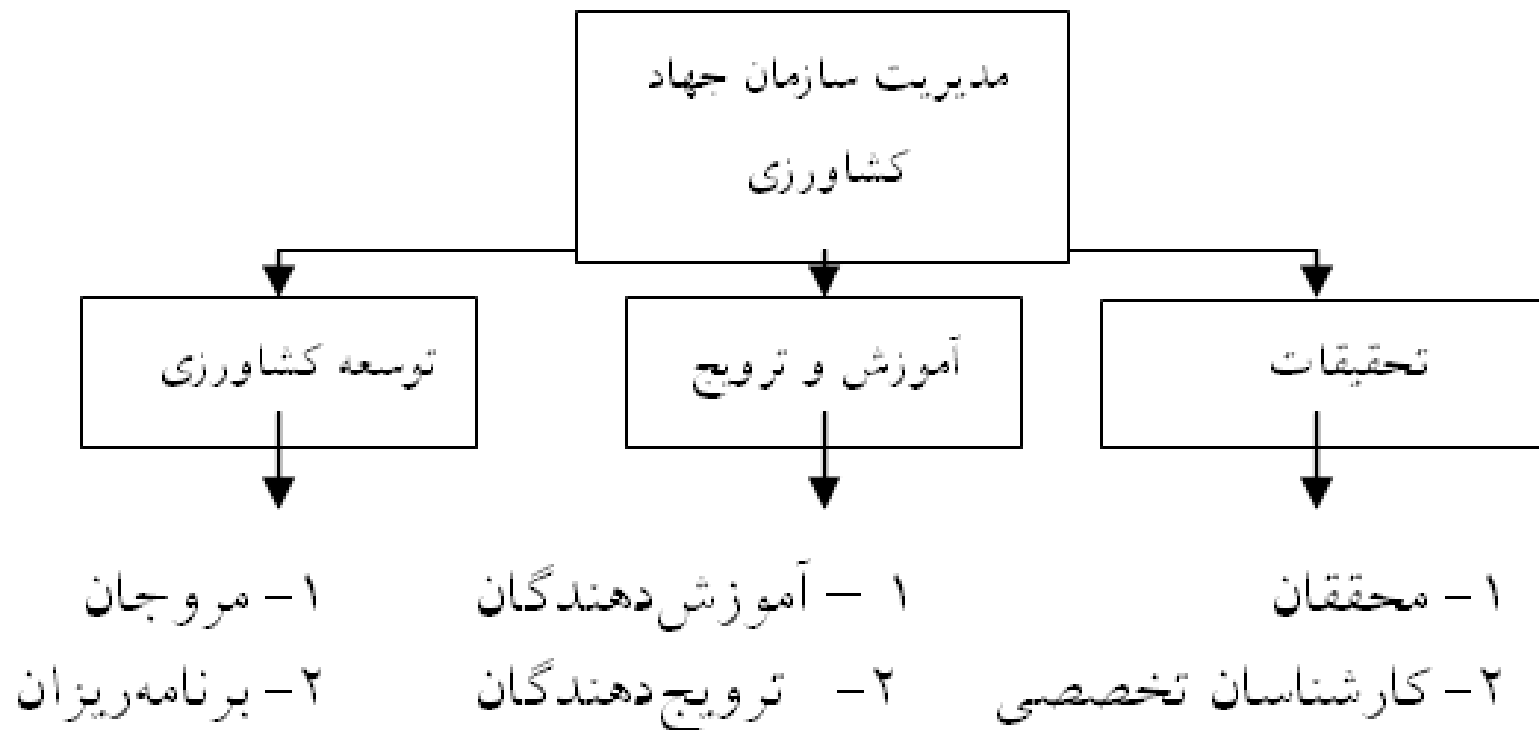 مدیریت سازمان جهاد
کشاورزی
تحقیقات
آموزش و ترویج
توسعه کشاورزی
۱- محققان
۲- کارشناسان تخصصی
۱ – آموزش‌دهندگان
۲- ترویج‌دهندگان
۱- مروجان
۲- برنامه‌ریزان